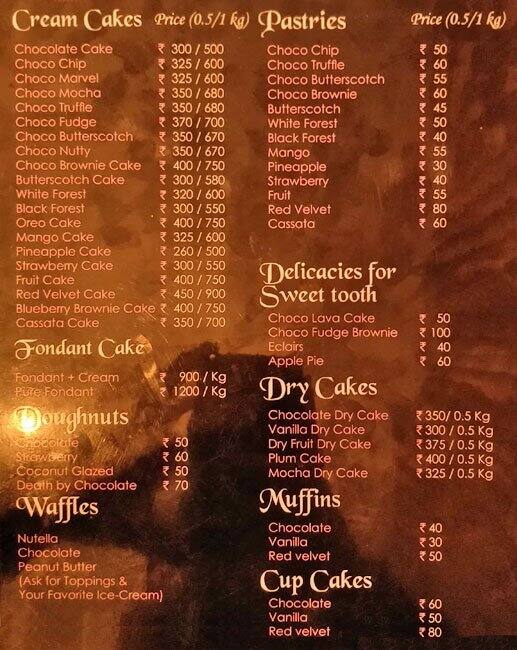 Cream Cakes Price (0.5/1 kg)
Chocolate Cake ₹ 300 / 500
Choco Chip ₹ 325 / 600
Choco Marvel ₹ 325 / 600
Choco Mocha ₹ 350 / 680
Choco Truffle ₹ 350 / 680
Choco Fudge ₹ 370 / 700
Choco Butterscotch ₹ 350 / 670
Choco Nutty ₹ 350 / 670
Choco Brownie Cake ₹ 400 / 750
Butterscotch Cake ₹ 300 / 580
White Forest ₹ 320 / 600
Black Forest ₹ 300 / 550
Oreo Cake ₹ 400 / 750
Mango Cake ₹ 325 / 600
Pineapple Cake ₹ 260 / 500
Strawberry Cake ₹ 300 / 550
Fruit Cake ₹ 400 / 750
Red Velvet Cake ₹ 450 / 900
Blueberry Brownie Cake ₹ 400 / 750
Cassata Cake ₹ 350 / 700
Fondant Cake
Fondant + Cream ₹ 900 / Kg
Pure Fondant ₹ 1200 / Kg
Doughnuts
Chocolate ₹ 50
Strawberry ₹ 60
Coconut Glazed ₹ 50
Death by Chocolate ₹ 70
Waffles
Nutella
Chocolate
Peanut Butter
(Ask for Toppings &
Your Favorite Ice-Cream)
Pastries Price (0.5/1 kg)
Choco Chip ₹ 50
Choco Truffle ₹ 60
Choco Butterscotch ₹ 55
Choco Brownie ₹ 60
Butterscotch ₹ 45
White Forest ₹ 50
Black Forest ₹ 40
Mango ₹ 55
Pineapple ₹ 30
Strawberry ₹ 40
Fruit ₹ 55
Red Velvet ₹ 80
Cassata ₹ 60
Delicacies for
Sweet tooth
Choco Lava Cake ₹ 50
Choco Fudge Brownie ₹ 100
Eclairs ₹ 40
Apple Pie ₹ 60
Dry Cakes
Chocolate Dry Cake ₹ 350/ 0.5 Kg
Vanilla Dry Cake ₹ 300 / 0.5 Kg
Dry Fruit Dry Cake ₹ 375 / 0.5 Kg
Plum Cake ₹ 400 / 0.5 Kg
Mocha Dry Cake ₹ 325 / 0.5 Kg
Muffins
Chocolate ₹ 40
Vanilla ₹ 30
Red velvet ₹ 50
Cup Cakes
Chocolate ₹ 60
Vanilla ₹ 50
Red velvet ₹ 80